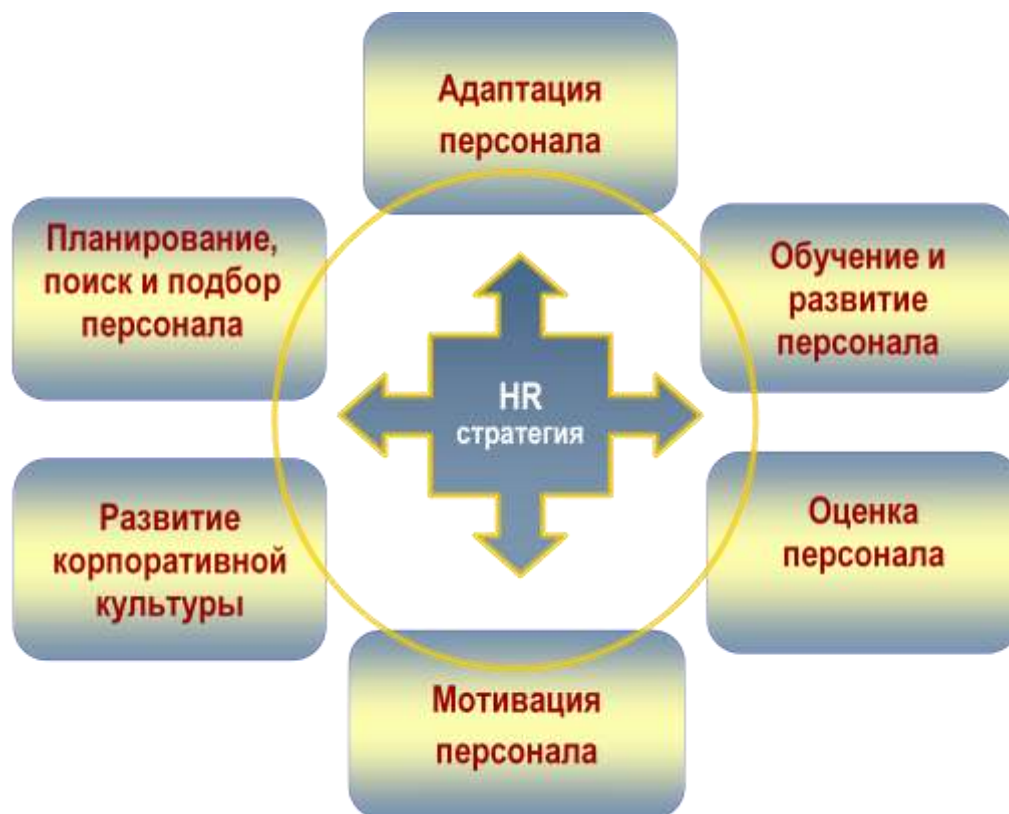 Адаптация
персонала
Планирование,
поиск и подбор
персонала
Обучение и
развитие
персонала
HR
стратегия
Развитие
корпоративной
культуры
Оценка
персонала
Мотивация
персонала